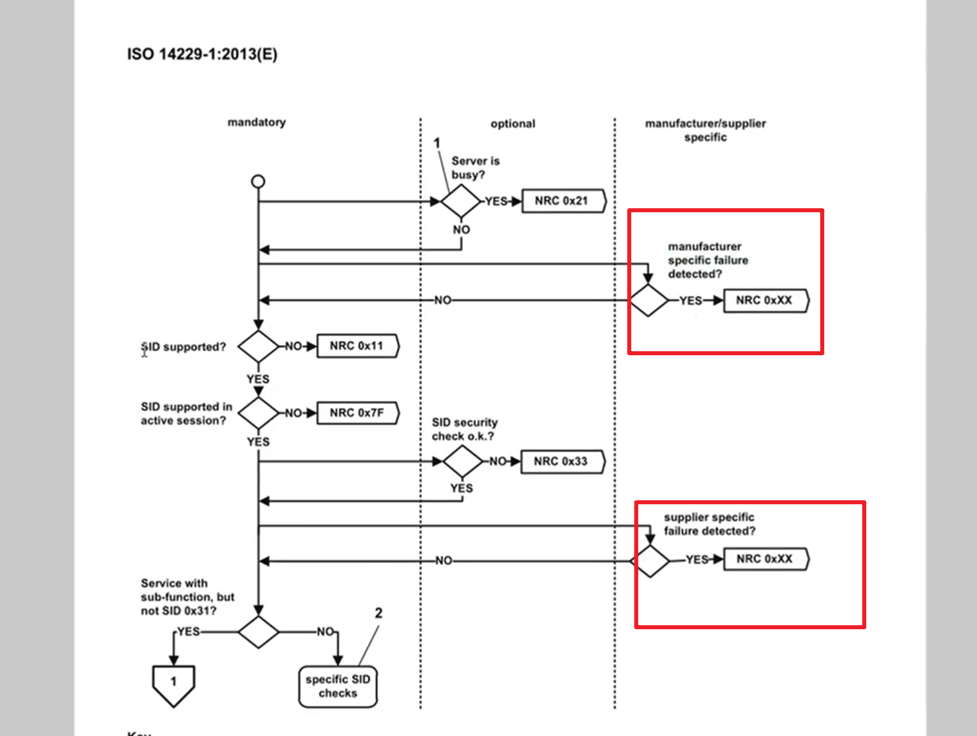 ISO 14229-1:2013(E)
mandatory
optional
manufacturer/supplier
specific
1
Server is
busy?
YES
NRC 0x21
NO
manufacturer
specific failure
detected?
YES
NRC 0xXX
NO
SID supported?
NO
NRC 0x11
YES
SID supported in
active session?
NO
NRC 0x7F
YES
SID security
check o.k.?
NO
NRC 0x33
YES
supplier specific
failure detected?
YES
NRC 0xXX
NO
Service with
sub-function, but
not SID 0x31?
YES
NO
2
1
specific SID
checks